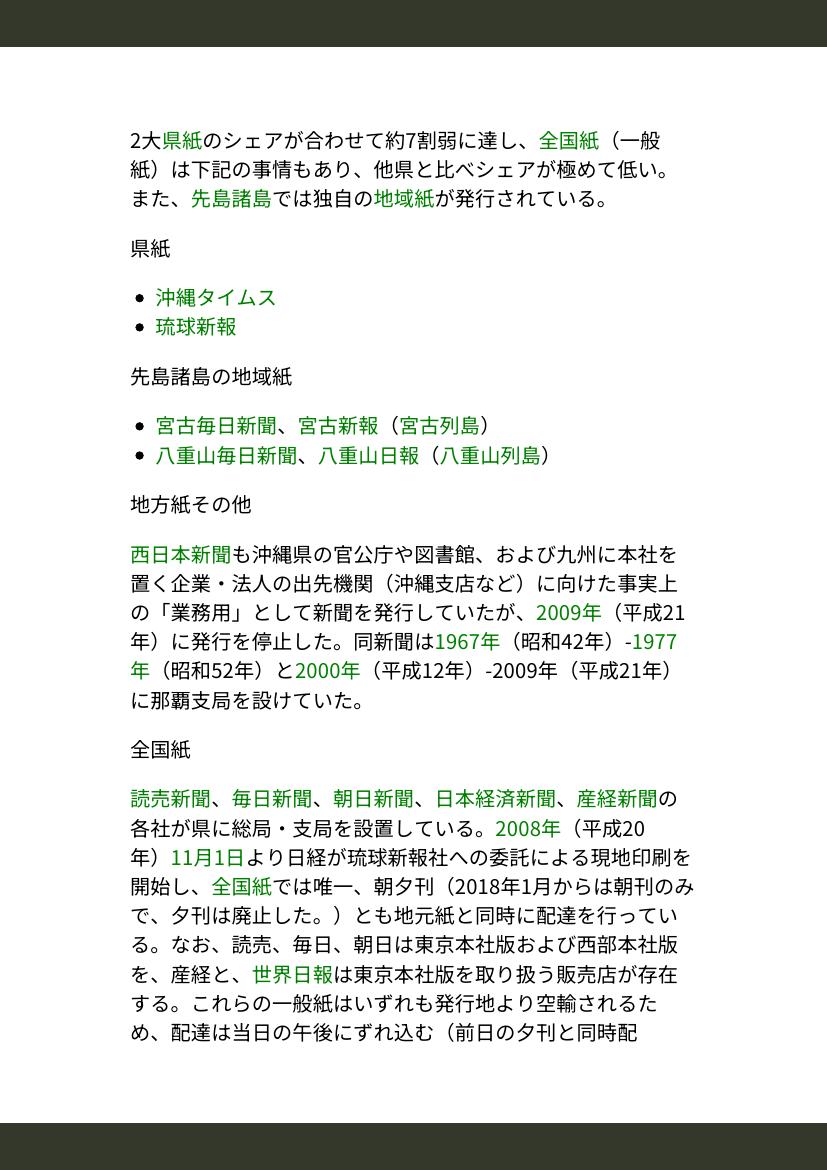 2大県紙のシェアが合わせて約7割弱に達し、全国紙（一般
紙）は下記の事情もあり、他県と比べシェアが極めて低い。
また、先島諸島では独自の地域紙が発行されている。
県紙
• 沖縄タイムス
• 琉球新報
先島諸島の地域紙
• 宮古毎日新聞、宮古新報（宮古列島）
• 八重山毎日新聞、八重山日報（八重山列島）
地方紙その他
西日本新聞も沖縄県の官公庁や図書館、および九州に本社を
置く企業・法人の出先機関（沖縄支店など）に向けた事実上
の「業務用」として新聞を発行していたが、2009年（平成21
年）に発行を停止した。同新聞は1967年（昭和42年）-1977
年（昭和52年）と2000年（平成12年）-2009年（平成21年）
に那覇支局を設けていた。
全国紙
読売新聞、毎日新聞、朝日新聞、日本経済新聞、産経新聞の
各社が県に総局・支局を設置している。2008年（平成20
年）11月1日より日経が琉球新報社への委託による現地印刷を
開始し、全国紙では唯一、朝夕刊（2018年1月からは朝刊のみ
で、夕刊は廃止した。）とも地元紙と同時に配達を行ってい
る。なお、読売、毎日、朝日は東京本社版および西部本社版
を、産経と、世界日報は東京本社版を取り扱う販売店が存在
する。これらの一般紙はいずれも発行地より空輸されるた
め、配達は当日の午後にずれ込む（前日の夕刊と同時配